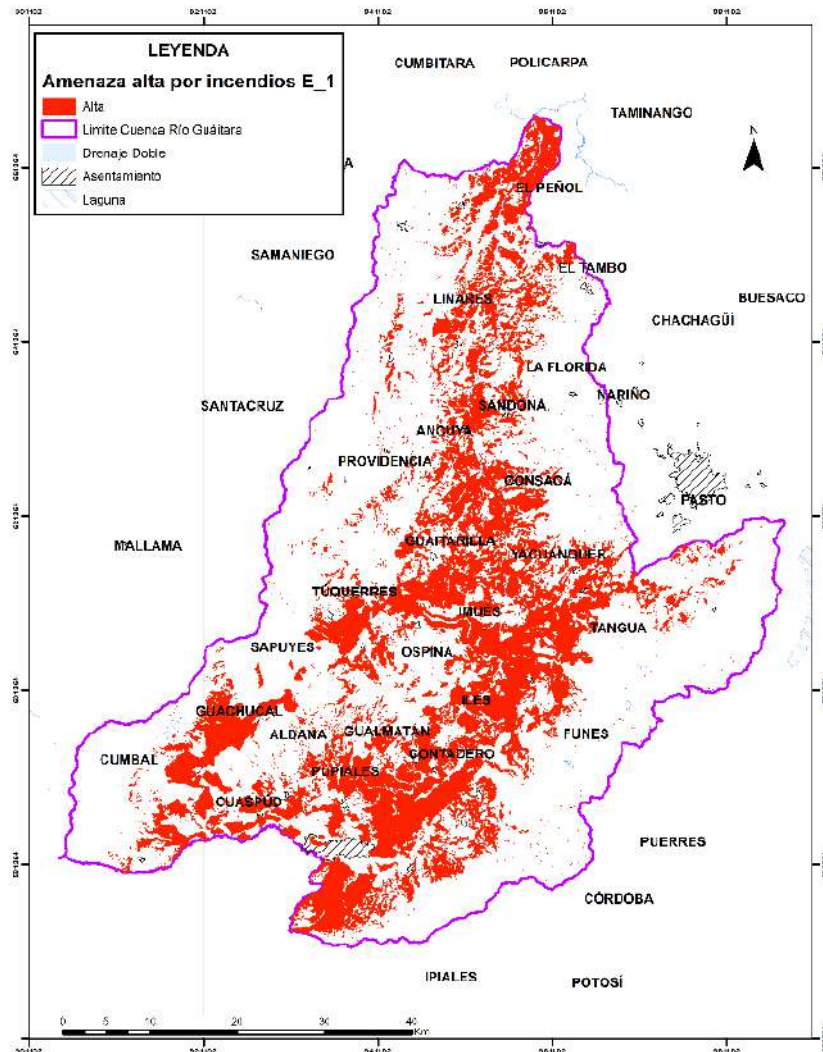 LEYENDA
Amenaza alta por incendios E_1
Alta
Limite Cuenca Río Guáitara
Drenaje Doble
Asentamiento
Laguna
CUMBITARA
POLICARPA
TAMINANGO
N
A
EL PEÑOL
SAMANIEGO
EL TAMBO
LINARES
BUESACO
CHACHAGÜÍ
LA FLORIDA
NARIÑO
SANTACRUZ
SANDONÁ
ANCUYA
PROVIDENCIA
CONSACÁ
PASTO
MALLAMA
GUAITARILLA
YACUANQUER
TÚQUERRES
IMUES
TANGUA
SAPUYES
OSPINA
ILES
GUACHUCAL
ALDANA
GUALMATÁN
FUNES
CUMBAL
CONTADERO
PUPIALES
CUASPUD
PUERRES
CÓRDOBA
IPIALES
POTOSÍ
0 5 10 20 30 40
Km